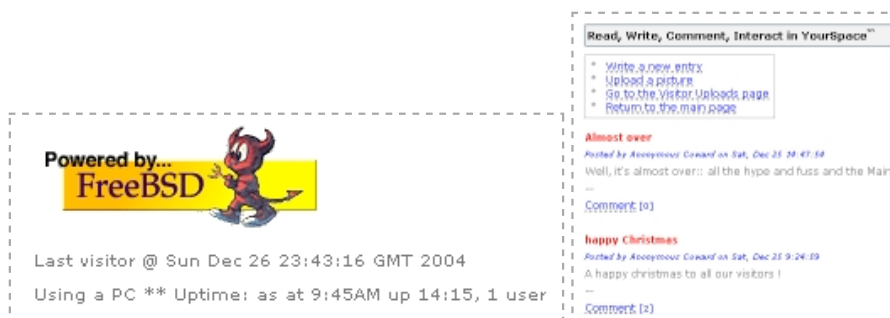 Powered by...
FreeBSD
Last visitor @ Sun Dec 26 23:43:16 GMT 2004
Using a PC ** Uptime: as at 9:45AM up 14:15, 1 user
Read, Write, Comment, Interact in YourSpace
* Write a new entry
* Upload a picture
* Go to the Visitor Uploads page
* Return to the main page
Almost over
Posted by Anonymous Coward on Sat, Dec 25
Well, it's almost over:: all the hype and fuss and the Main
...
Comment [0]
happy Christmas
Posted by Anonymous Coward on Sat, Dec 25 9:24:59
A happy christmas to all our visitors !
...
Comment [2]